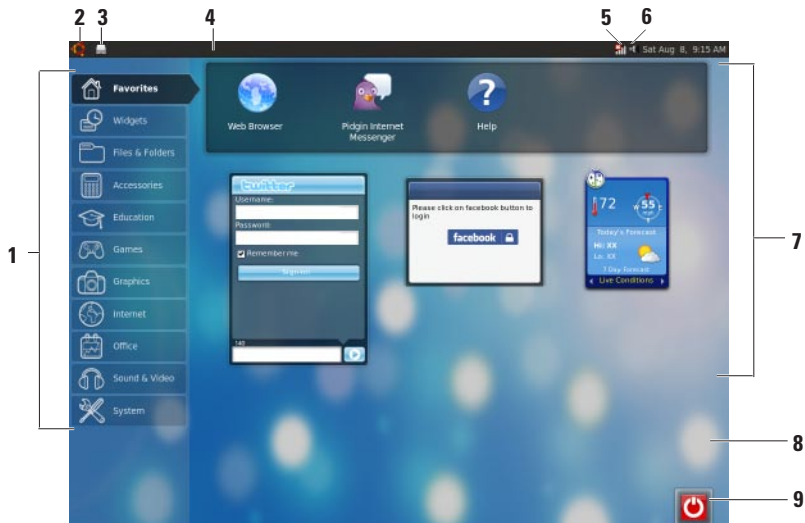 2 3 4 5 6
Sat Aug 8, 9:15 AM
1
Favorites
Widgets
Files & Folders
Accessories
Education
Games
Graphics
Internet
Office
Sound & Video
System
Web Browser
Pidgin Internet
Messenger
Help
twitter
Username:
Password:
Remember me
Sign in
140
Please click on facebook button to
login
facebook
72
55
mph
Today's Forecast
Hi: XX
Lo: XX
7 Day Forecast
Live Conditions
7
8
9